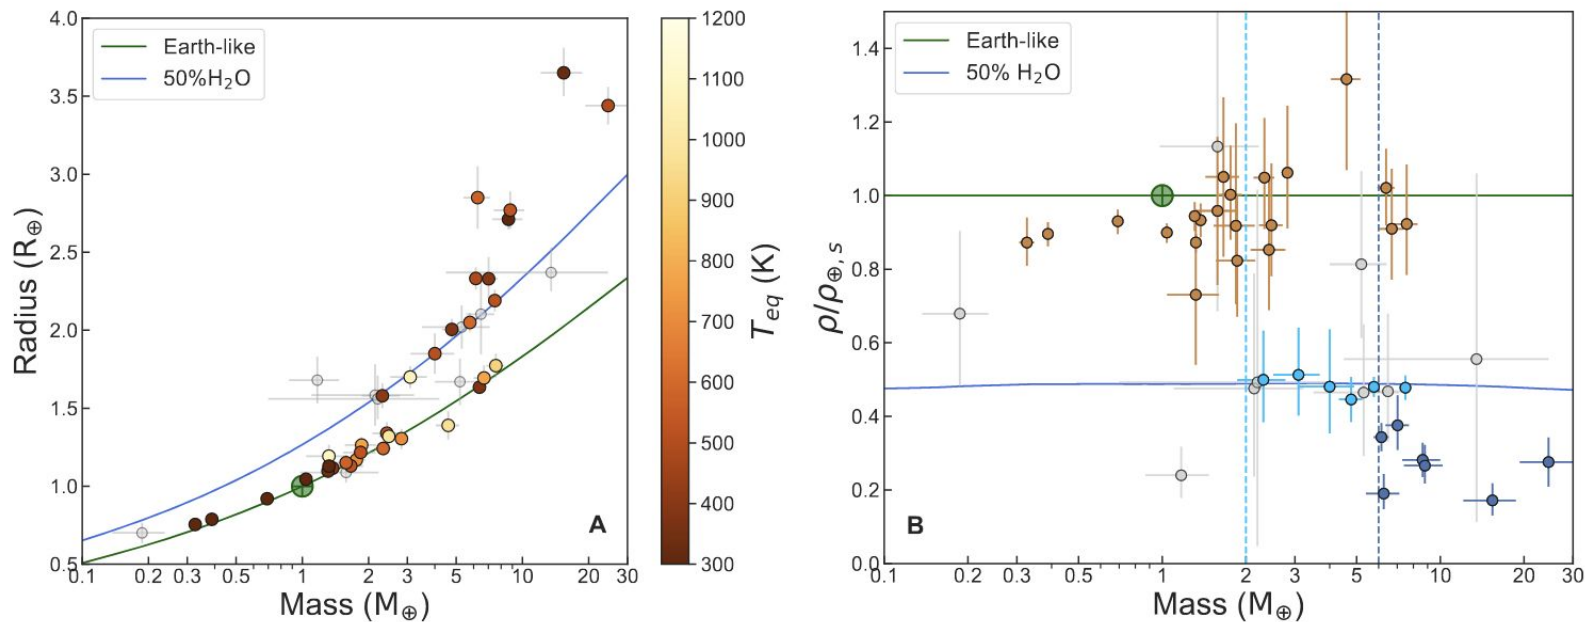 4.0
3.5
3.0
2.5
2.0
1.5
1.0
0.5
Radius (R⊕)
Earth-like
50%H₂O
A
0.1 0.2 0.3 0.5 1 2 3 5 10 20 30
Mass (M⊕)
1200
1100
1000
900
800
700
600
500
400
300
T_eq (K)
1.4
1.2
1.0
0.8
0.6
0.4
0.2
0.0
ρ/ρ⊕,s
Earth-like
50% H₂O
B
0.1 0.2 0.3 0.5 1 2 3 5 10 20 30
Mass (M⊕)